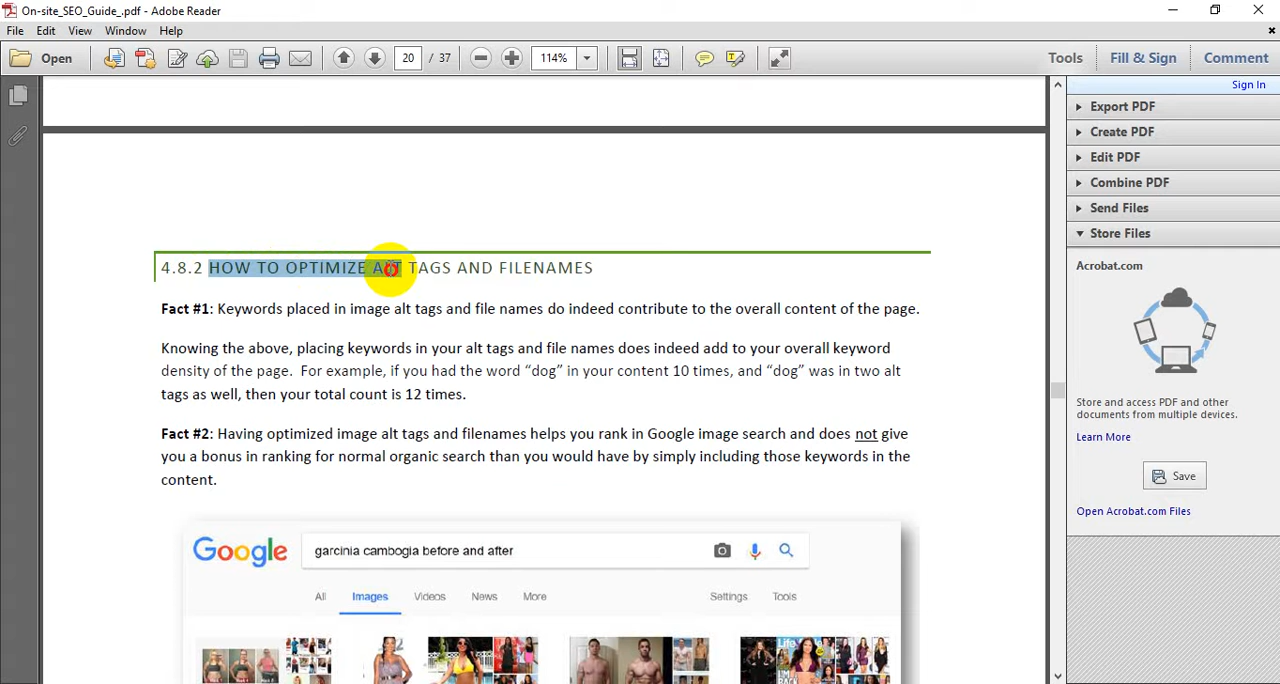 On-site_SEO_Guide_.pdf - Adobe Reader
File Edit View Window Help
Open 20 / 37 114% Tools Fill & Sign Comment
Sign In
Export PDF
Create PDF
Edit PDF
Combine PDF
Send Files
Store Files
Acrobat.com
Store and access PDF and other
documents from multiple devices.
Learn More
Save
Open Acrobat.com Files
4.8.2 HOW TO OPTIMIZE ALT TAGS AND FILENAMES
Fact #1: Keywords placed in image alt tags and file names do indeed contribute to the overall content of the page.
Knowing the above, placing keywords in your alt tags and file names does indeed add to your overall keyword
density of the page. For example, if you had the word “dog” in your content 10 times, and “dog” was in two alt
tags as well, then your total count is 12 times.
Fact #2: Having optimized image alt tags and filenames helps you rank in Google image search and does not give
you a bonus in ranking for normal organic search than you would have by simply including those keywords in the
content.
Google garcinia cambogia before and after
All Images Videos News More Settings Tools